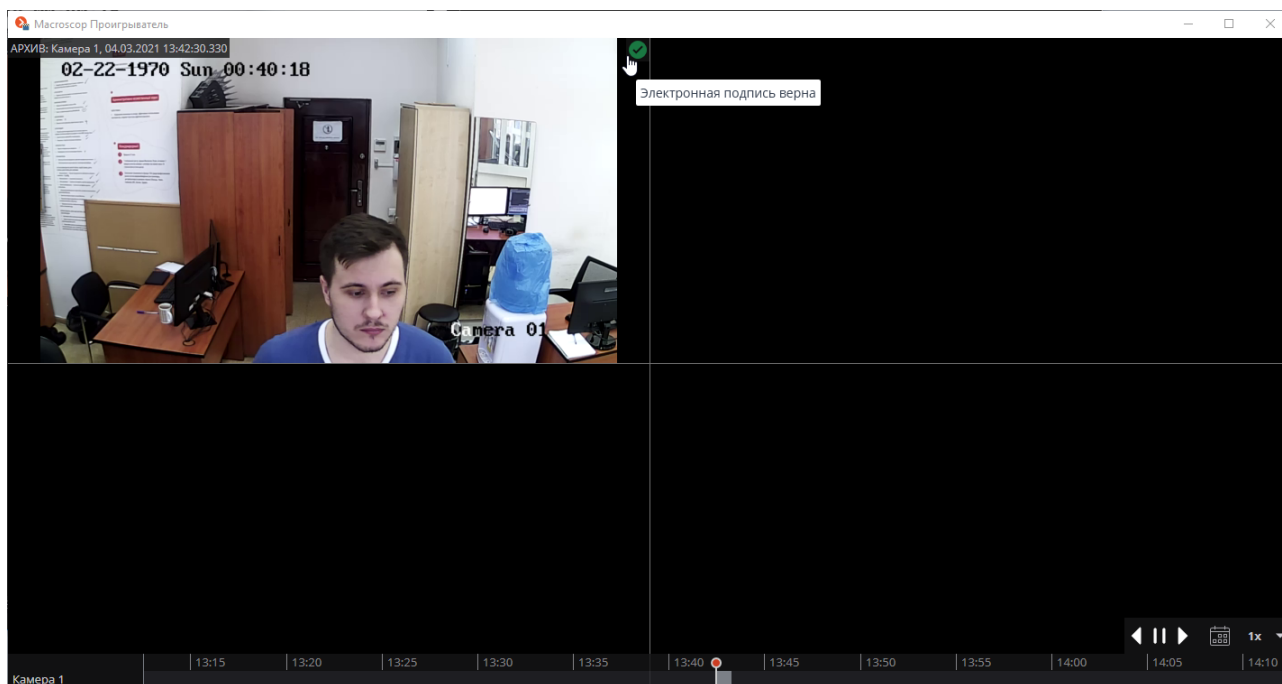 Macroscop Проигрыватель
АРХИВ: Камера 1, 04.03.2021 13:42:30.330
02-22-1970 Sun 00:40:18
Электронная подпись верна
Camera 01
1x
13:15 13:20 13:25 13:30 13:35 13:40 13:45 13:50 13:55 14:00 14:05 14:10
Камера 1